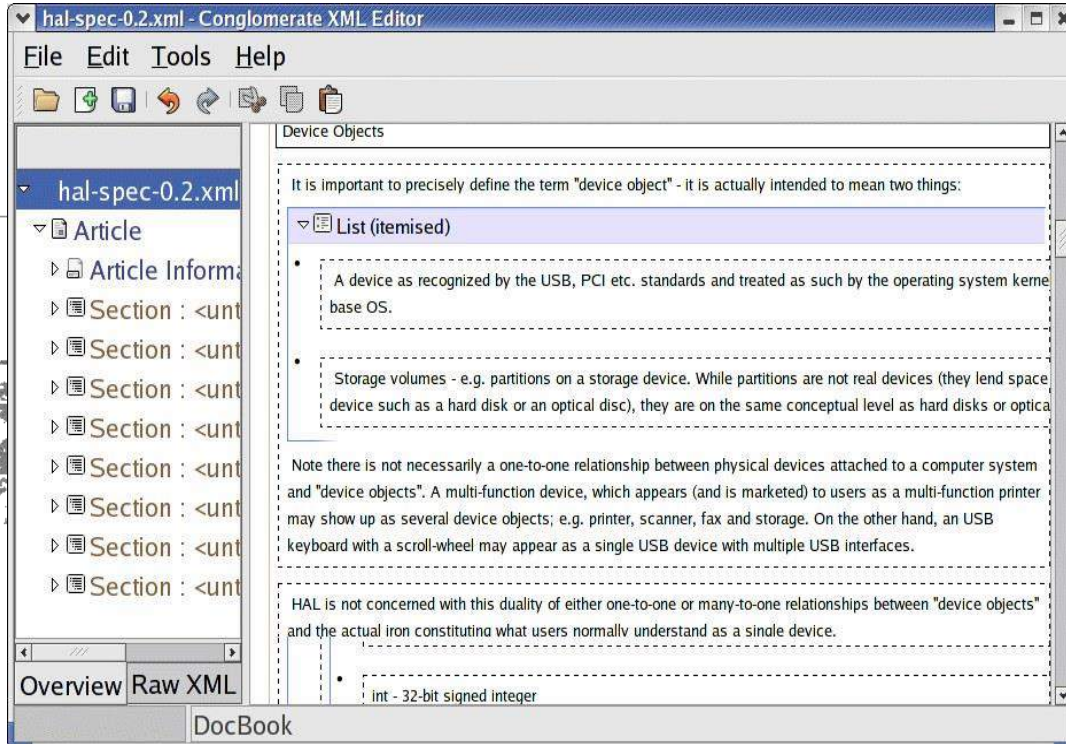 hal-spec-0.2.xml - Conglomerate XML Editor
File Edit Tools Help
hal-spec-0.2.xml
Article
Article Informa
Section : <unt
Section : <unt
Section : <unt
Section : <unt
Section : <unt
Section : <unt
Section : <unt
Section : <unt
Overview Raw XML
Device Objects
It is important to precisely define the term "device object" - it is actually intended to mean two things:
List (itemised)
• A device as recognized by the USB, PCI etc. standards and treated as such by the operating system kerne
base OS.
• Storage volumes - e.g. partitions on a storage device. While partitions are not real devices (they lend space
device such as a hard disk or an optical disc), they are on the same conceptual level as hard disks or optica
Note there is not necessarily a one-to-one relationship between physical devices attached to a computer system
and "device objects". A multi-function device, which appears (and is marketed) to users as a multi-function printer
may show up as several device objects; e.g. printer, scanner, fax and storage. On the other hand, an USB
keyboard with a scroll-wheel may appear as a single USB device with multiple USB interfaces.
HAL is not concerned with this duality of either one-to-one or many-to-one relationships between "device objects"
and the actual iron constituting what users normally understand as a single device.
• int - 32-bit signed integer
DocBook